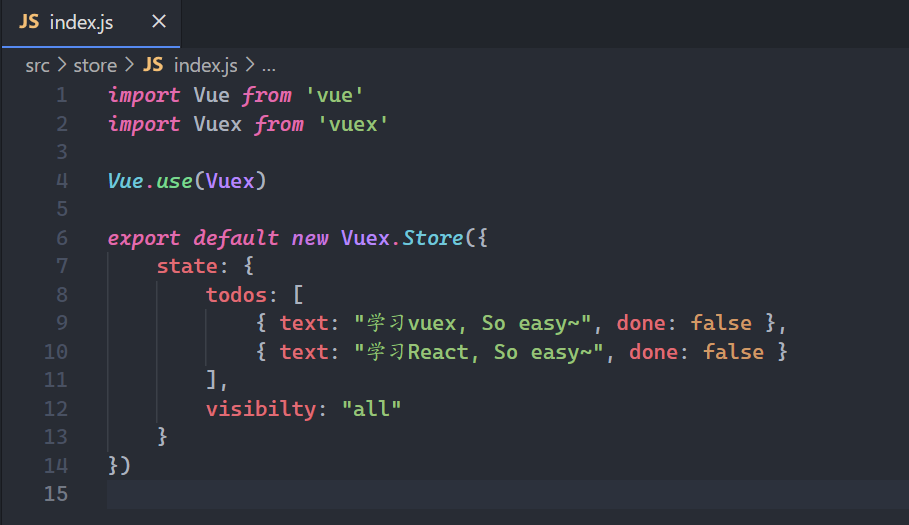 JS index.js ×
src > store > JS index.js > ...
1 import Vue from 'vue'
2 import Vuex from 'vuex'
3
4 Vue.use(Vuex)
5
6 export default new Vuex.Store({
7     state: {
8         todos: [
9             { text: "学习vuex, So easy~", done: false },
10             { text: "学习React, So easy~", done: false }
11         ],
12         visibilty: "all"
13     }
14 })
15